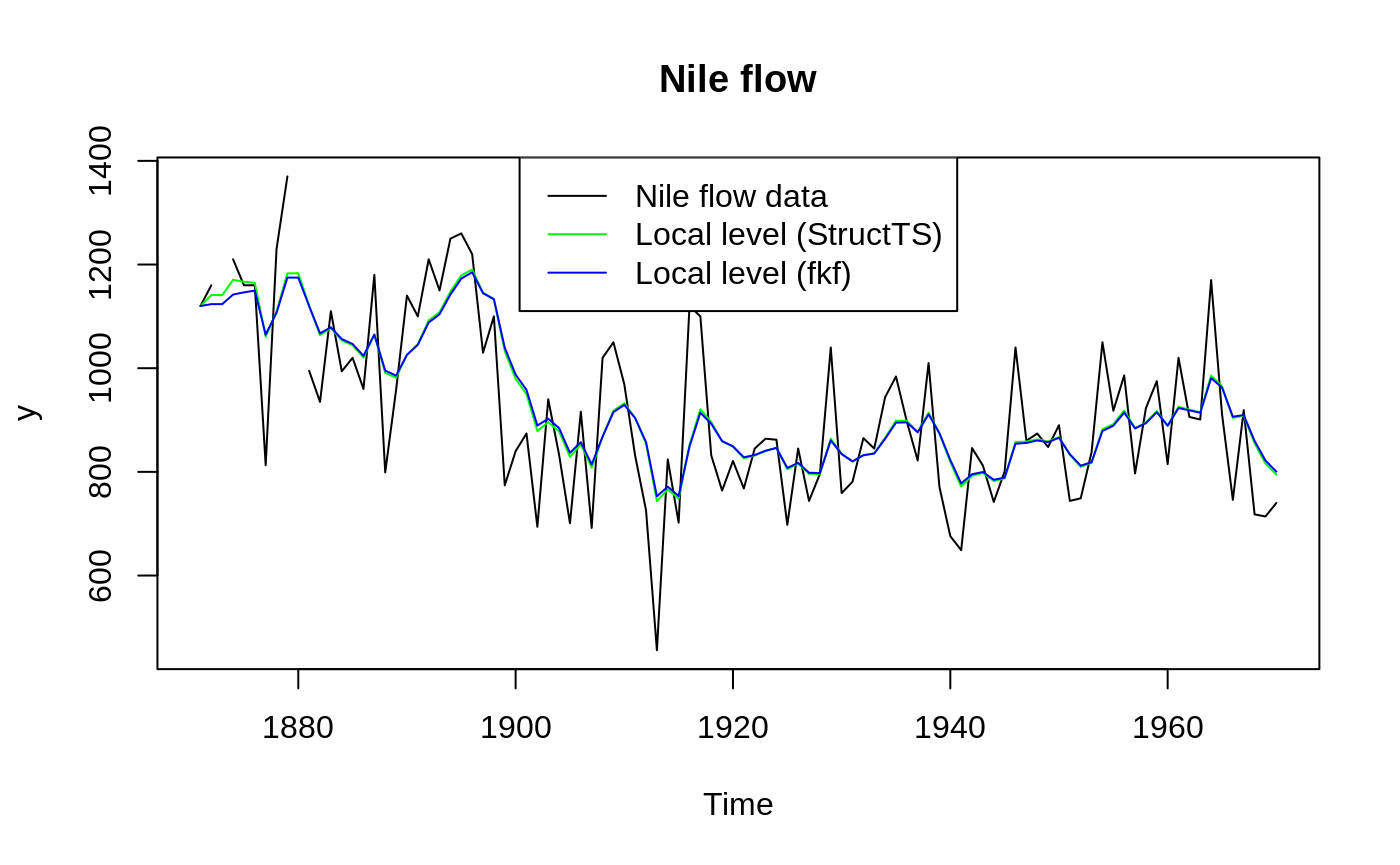 Nile flow
1400
1200
1000
800
600
y
Nile flow data
Local level (StructTS)
Local level (fkf)
1880 1900 1920 1940 1960
Time